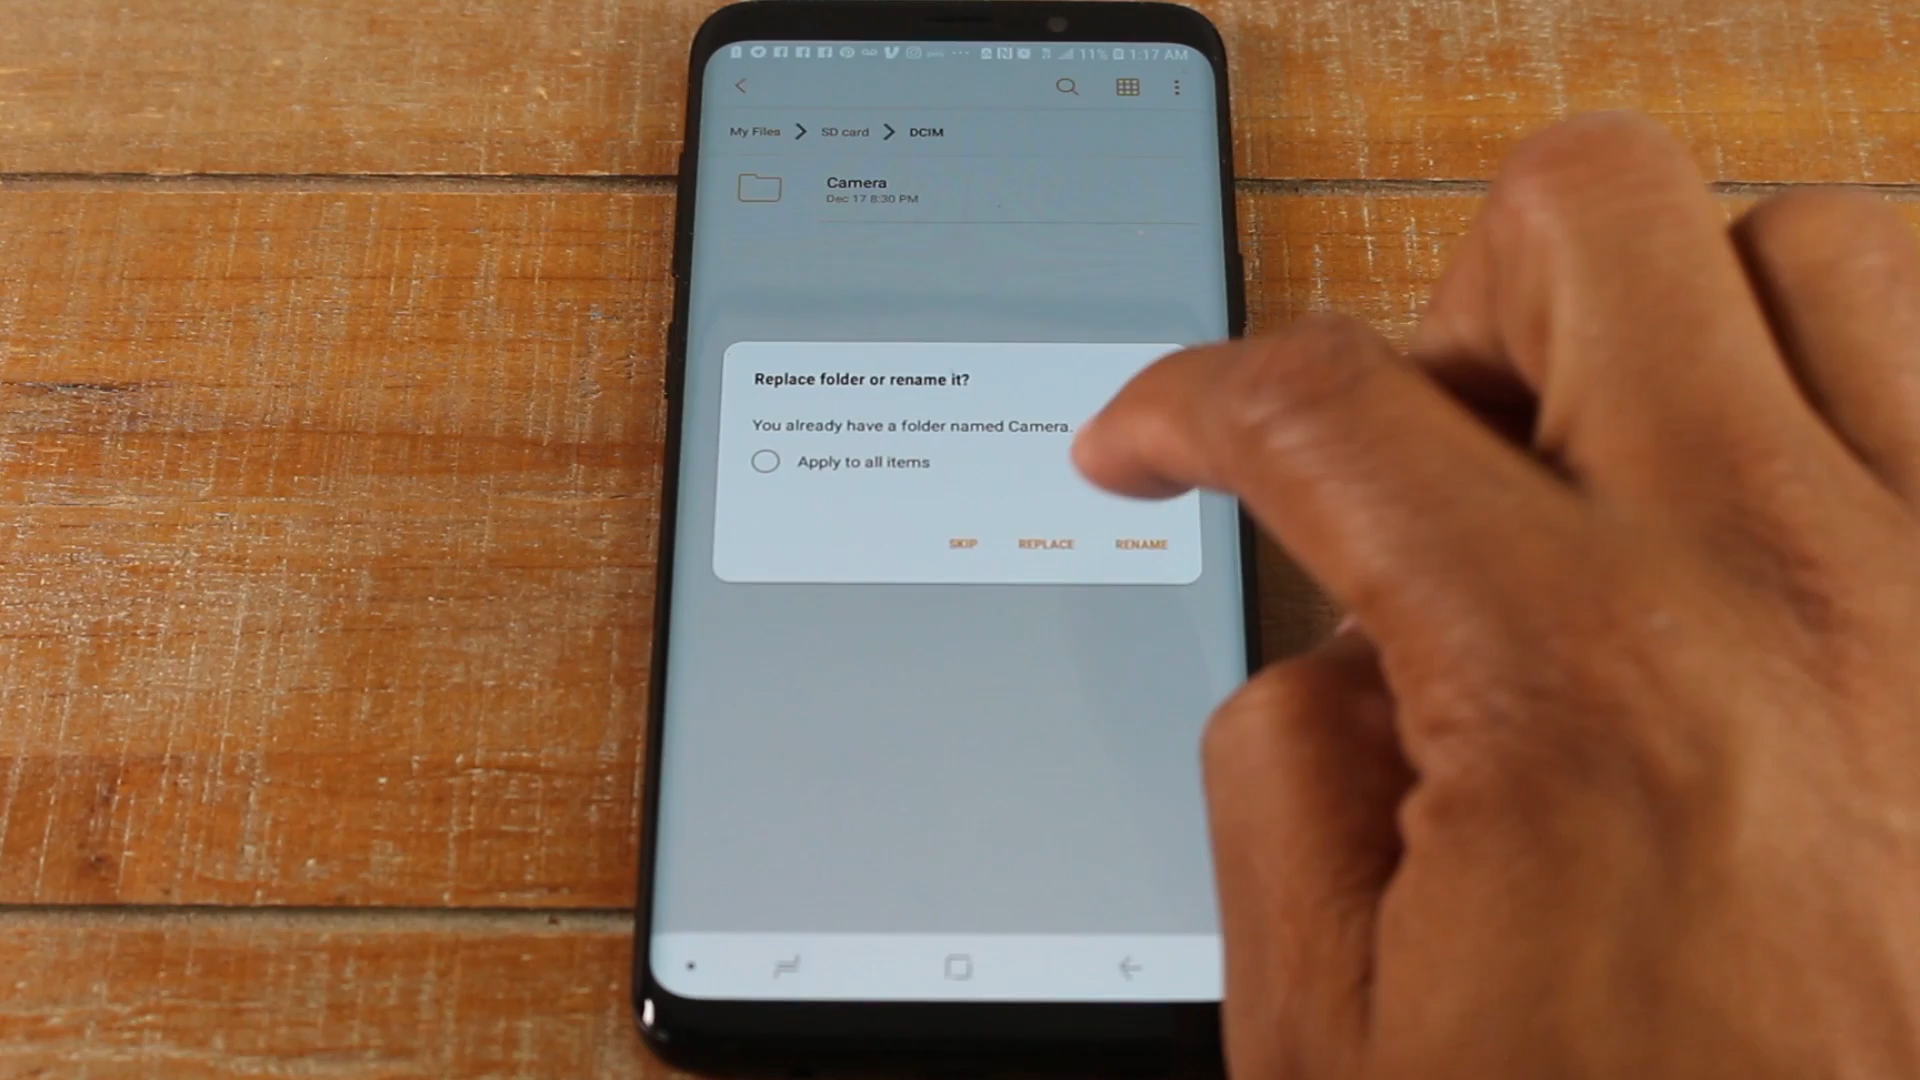 11% 1:17 AM
My Files > SD card > DCIM
Camera
Dec 17 8:30 PM
Replace folder or rename it?
You already have a folder named Camera.
Apply to all items
SKIP REPLACE RENAME